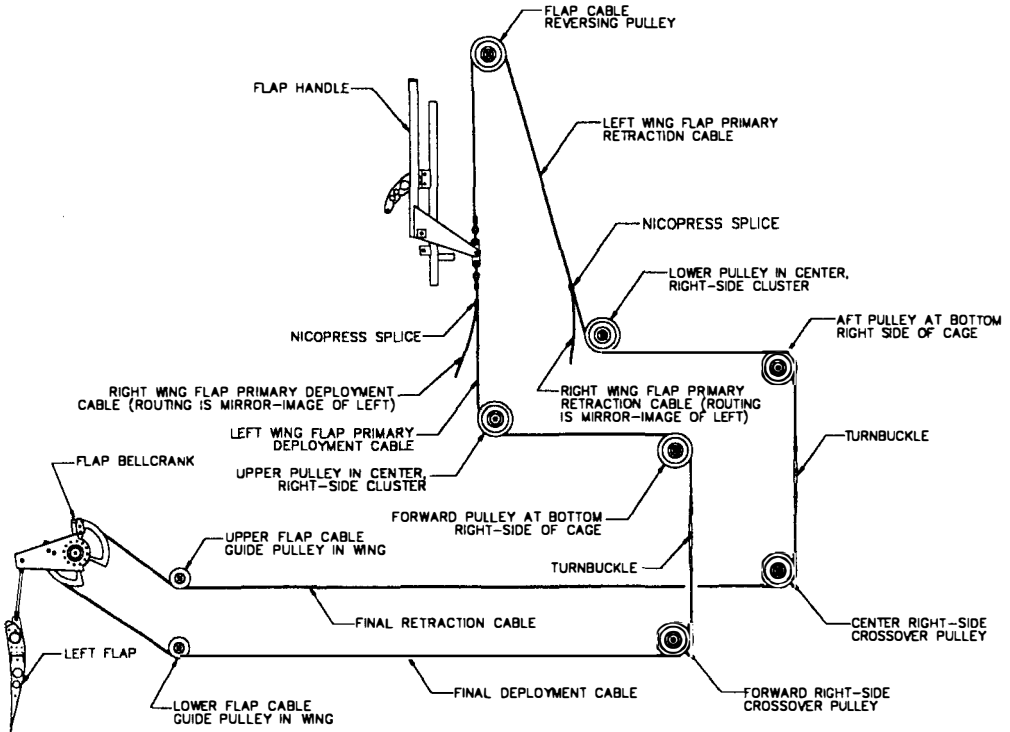 FLAP CABLE
REVERSING PULLEY
FLAP HANDLE
LEFT WING FLAP PRIMARY
RETRACTION CABLE
NICOPRESS SPLICE
LOWER PULLEY IN CENTER,
RIGHT-SIDE CLUSTER
AFT PULLEY AT BOTTOM
RIGHT SIDE OF CAGE
NICOPRESS SPLICE
RIGHT WING FLAP PRIMARY DEPLOYMENT
CABLE (ROUTING IS MIRROR-IMAGE OF LEFT)
RIGHT WING FLAP PRIMARY
RETRACTION CABLE (ROUTING
IS MIRROR-IMAGE OF LEFT)
LEFT WING FLAP PRIMARY
DEPLOYMENT CABLE
TURNBUCKLE
FLAP BELLCRANK
UPPER PULLEY IN CENTER,
RIGHT-SIDE CLUSTER
FORWARD PULLEY AT BOTTOM
RIGHT-SIDE OF CAGE
UPPER FLAP CABLE
GUIDE PULLEY IN WING
TURNBUCKLE
FINAL RETRACTION CABLE
CENTER RIGHT-SIDE
CROSSOVER PULLEY
LEFT FLAP
LOWER FLAP CABLE
GUIDE PULLEY IN WING
FINAL DEPLOYMENT CABLE
FORWARD RIGHT-SIDE
CROSSOVER PULLEY